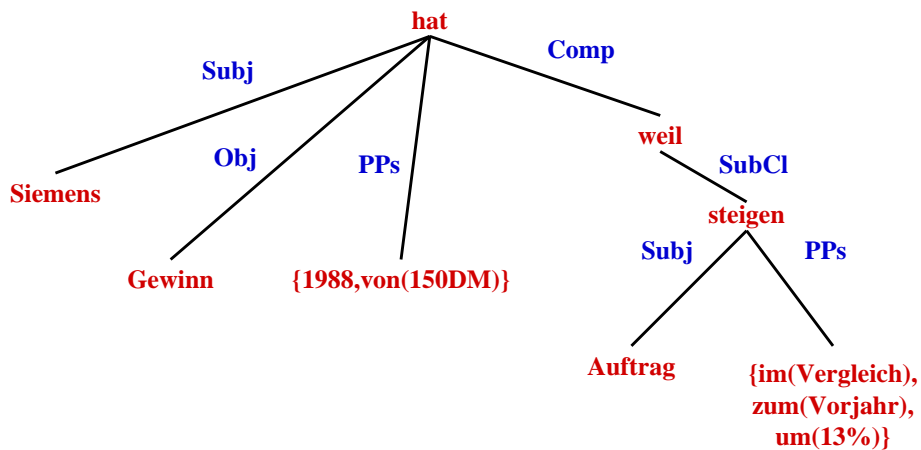 hat
Subj
Comp
Obj
PPs
weil
SubCl
Siemens
steigen
Subj
PPs
Gewinn
{1988,von(150DM)}
Auftrag
{im(Vergleich),
zum(Vorjahr),
um(13%)}